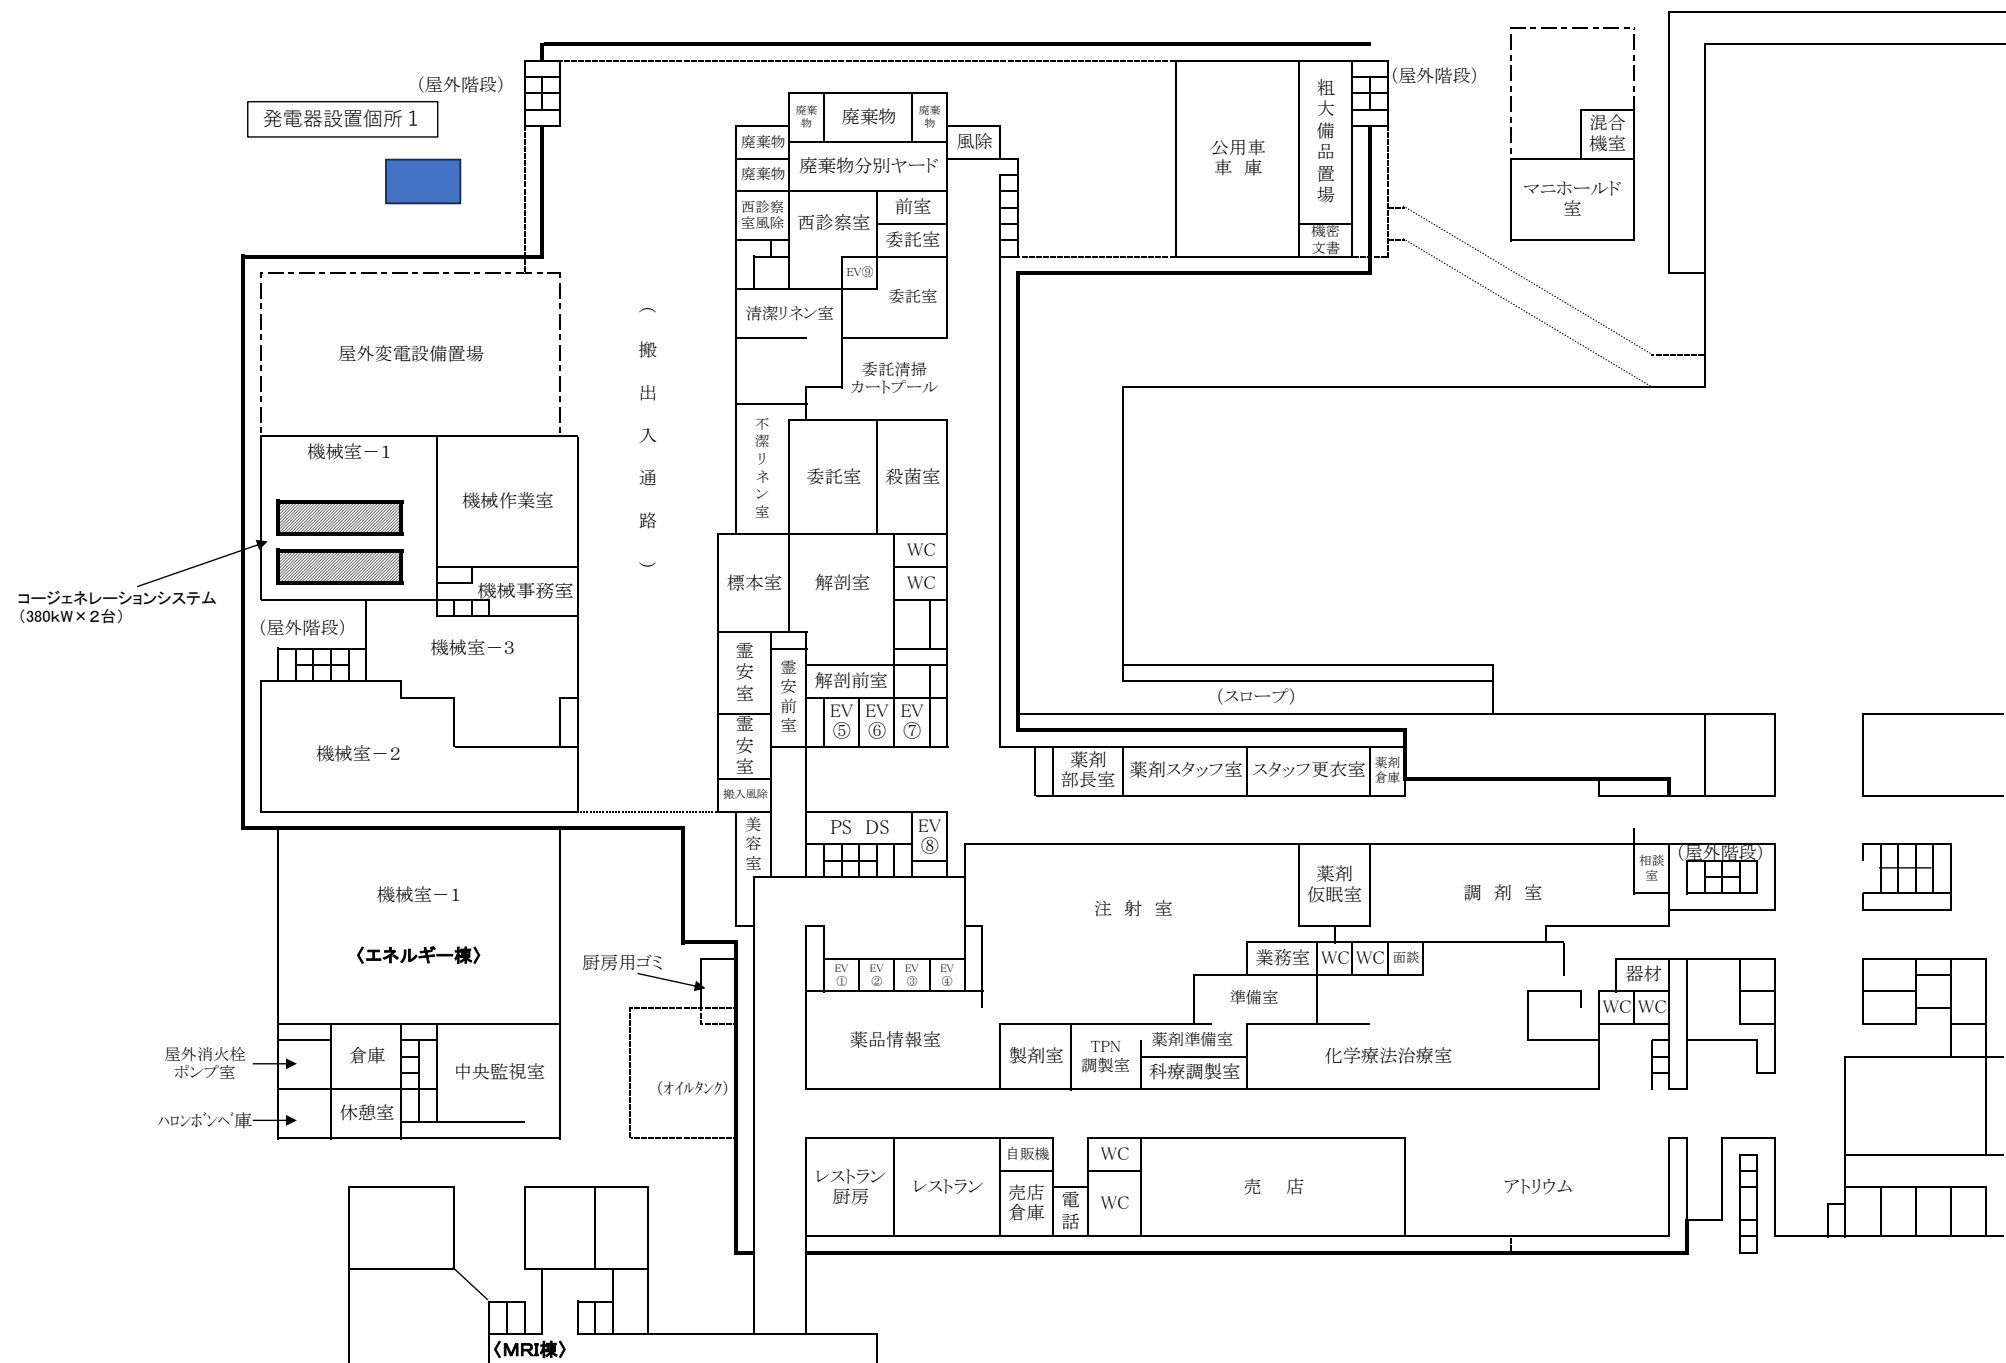 (屋外階段)
(屋外階段)
発電器設置個所１
粗大備品置場
廃棄
物
廃棄物
廃棄
物
混合
機室
廃棄物
風除
公用車
車　庫
廃棄物分別ヤード
廃棄物
マニホールド
室
西診察
室風除
西診察室
前室
機密
文書
委託室
EV⑨
委託室
清潔リネン室
(搬出入通路)
屋外変電設備置場
委託清掃
カートプール
不潔リネン室
機械室－1
委託室
殺菌室
機械作業室
WC
標本室
解剖室
WC
コージェネレーションシステム
(380kW×2台)
機械事務室
(屋外階段)
機械室－3
霊安室
霊安前室
解剖前室
(スロープ)
EV
⑤
EV
⑥
EV
⑦
霊安室
機械室－2
薬剤
部長室
薬剤スタッフ室
スタッフ更衣室
薬剤
倉庫
搬入風除
美容室
PS DS
EV
⑧
相談
室
(屋外階段)
薬剤
仮眠室
機械室－1
注 射 室
調 剤 室
〈エネルギー棟〉
厨房用ゴミ
EV
①
EV
②
EV
③
EV
④
業務室
WC
WC
面談
器材
準備室
WC
WC
薬品情報室
製剤室
TPN
調製室
薬剤準備室
科療調製室
化学療法治療室
屋外消火栓
ポンプ室
倉庫
中央監視室
(オイルタンク)
ハロンボンベ庫
休憩室
レストラン
厨房
レストラン
自販機
売店
倉庫
電話
WC
WC
売　店
アトリウム
〈MRI棟〉